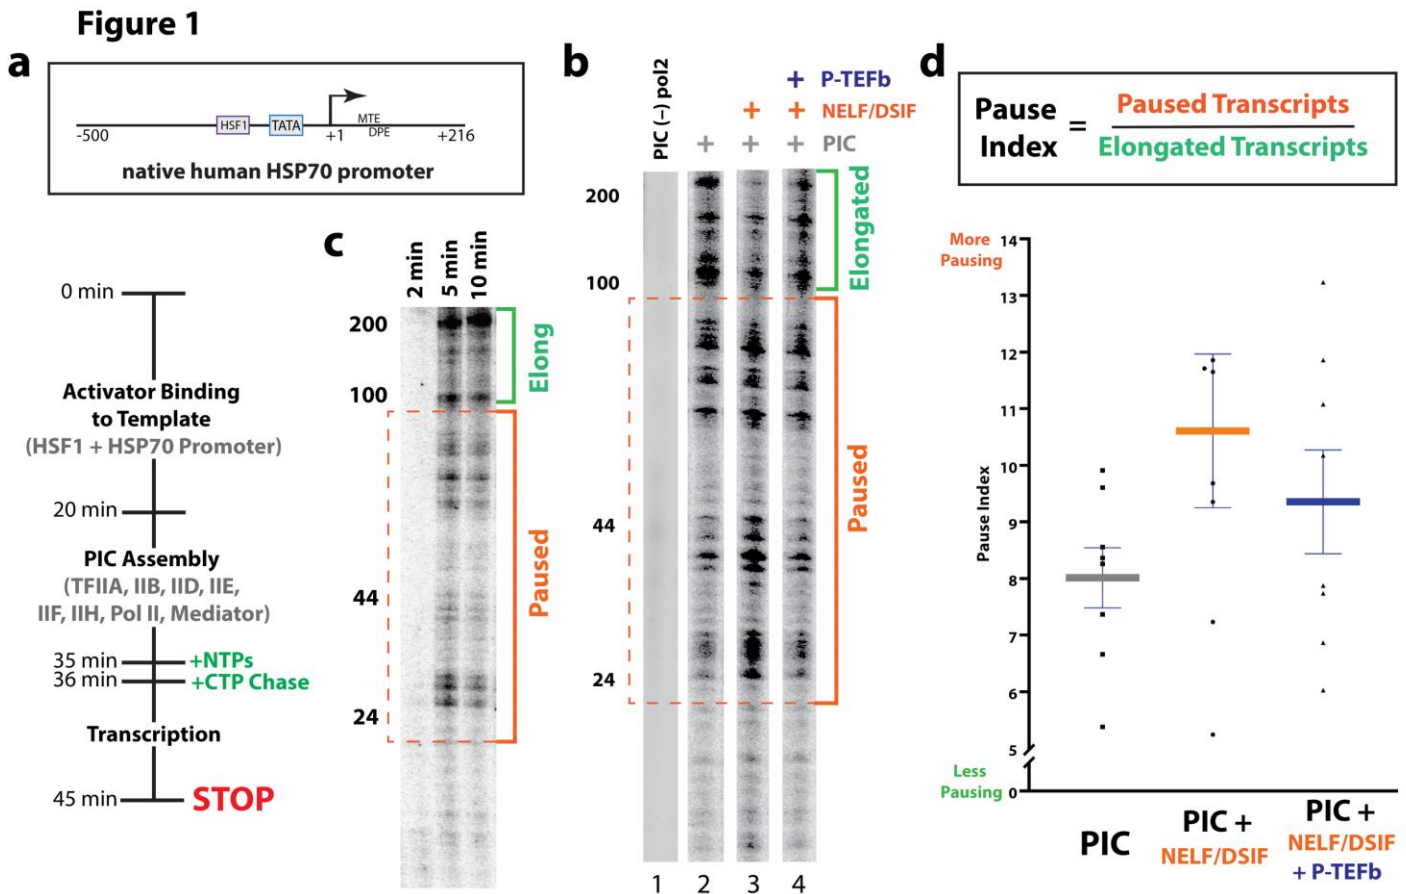 Figure 1
a
HSF1
TATA
MTE
DPE
-500
+1
+216
native human HSP70 promoter
0 min
Activator Binding
to Template
(HSF1 + HSP70 Promoter)
20 min
PIC Assembly
(TFIIA, IIB, IID, IIE,
IIF, IIH, Pol II, Mediator)
35 min
+NTPs
36 min
+CTP Chase
Transcription
45 min
STOP
b
PIC (−) pol2
+ P-TEFb
+ + NELF/DSIF
+ + + PIC
200
100
44
24
Elongated
Paused
1 2 3 4
c
2 min
5 min
10 min
200
100
44
24
Elong
Paused
d
Pause
Index
=
Paused Transcripts
Elongated Transcripts
More
Pausing
14
13
12
11
10
9
8
7
6
5
0
Less
Pausing
Pause Index
PIC
PIC +
NELF/DSIF
PIC +
NELF/DSIF
+ P-TEFb